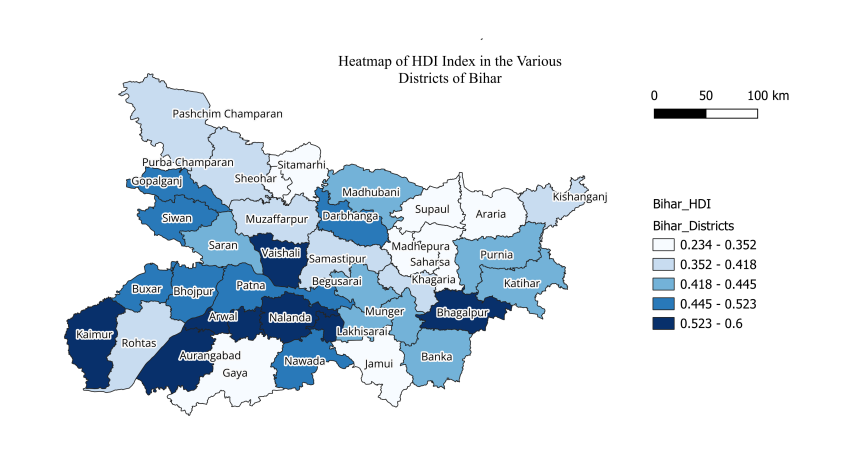 Heatmap of HDI Index in the Various
Districts of Bihar
0 50 100 km
Pashchim Champaran
Purba Champaran
Sitamarhi
Gopalganj
Sheohar
Madhubani
Kishanganj
Siwan
Muzaffarpur
Darbhanga
Supaul
Araria
Saran
Vaishali
Samastipur
Madhepura
Saharsa
Purnia
Begusarai
Khagaria
Katihar
Buxar
Bhojpur
Patna
Munger
Bhagalpur
Arwal
Nalanda
Lakhisarai
Kaimur
Rohtas
Aurangabad
Gaya
Nawada
Jamui
Banka
Bihar_HDI
Bihar_Districts
0.234 - 0.352
0.352 - 0.418
0.418 - 0.445
0.445 - 0.523
0.523 - 0.6